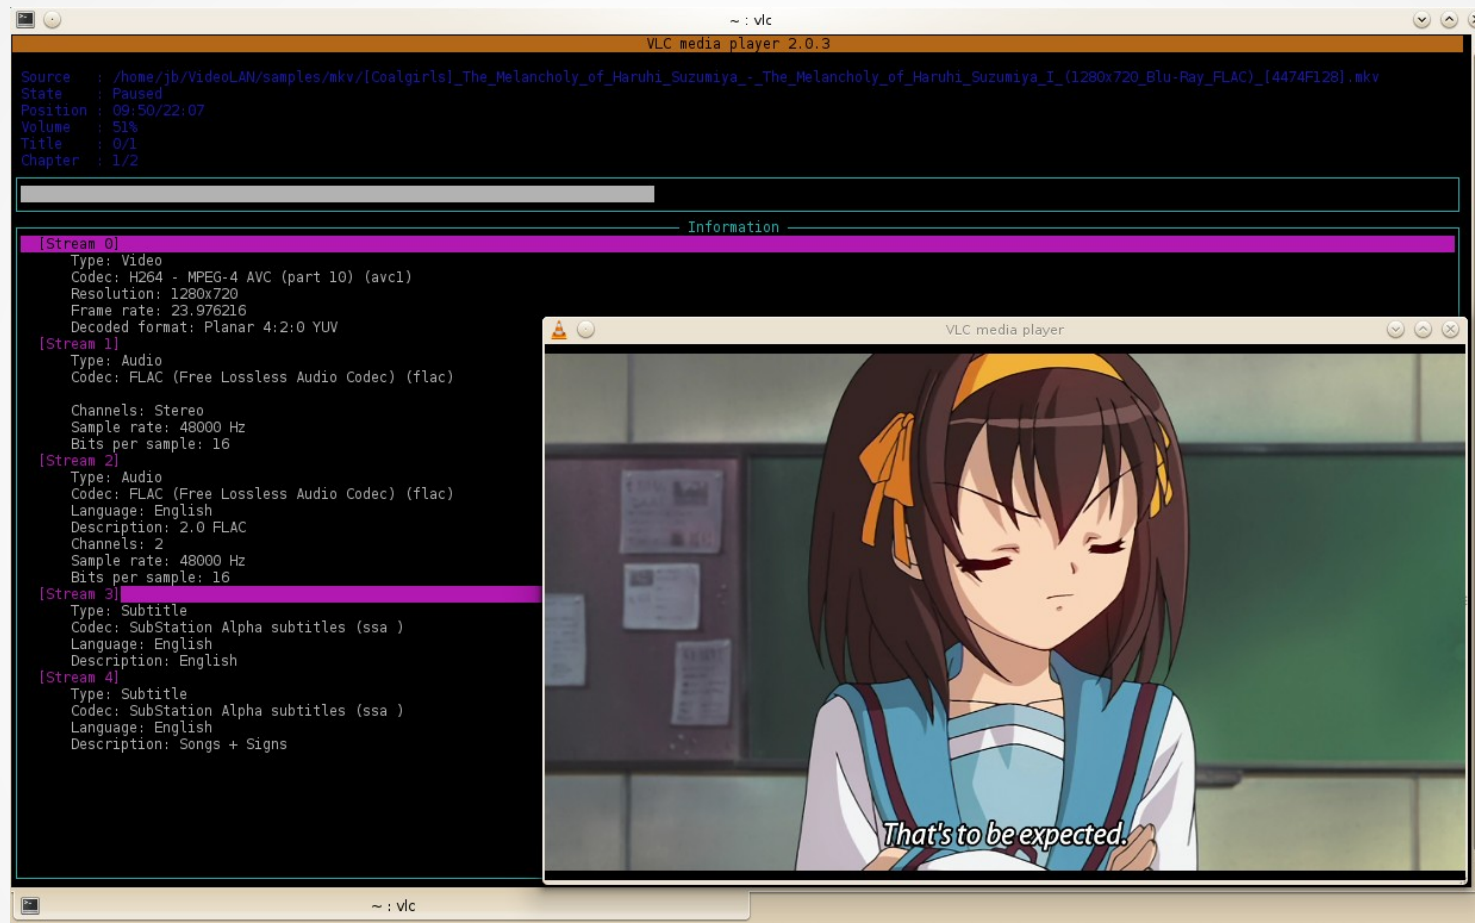 ~ : vlc
VLC media player 2.0.3
Source : /home/jb/VideoLAN/samples/mkv/[Coalgirls]_The_Melancholy_of_Haruhi_Suzumiya_-_The_Melancholy_of_Haruhi_Suzumiya_I_(1280x720_Blu-Ray_FLAC)_[4474F128].mkv
State : Paused
Position : 09:50/22:07
Volume : 51%
Title : 0/1
Chapter : 1/2
Information
[Stream 0]
Type: Video
Codec: H264 - MPEG-4 AVC (part 10) (avc1)
Resolution: 1280x720
Frame rate: 23.976216
Decoded format: Planar 4:2:0 YUV
[Stream 1]
Type: Audio
Codec: FLAC (Free Lossless Audio Codec) (flac)
Channels: Stereo
Sample rate: 48000 Hz
Bits per sample: 16
[Stream 2]
Type: Audio
Codec: FLAC (Free Lossless Audio Codec) (flac)
Language: English
Description: 2.0 FLAC
Channels: 2
Sample rate: 48000 Hz
Bits per sample: 16
[Stream 3]
Type: Subtitle
Codec: SubStation Alpha subtitles (ssa )
Language: English
Description: English
[Stream 4]
Type: Subtitle
Codec: SubStation Alpha subtitles (ssa )
Language: English
Description: Songs + Signs
VLC media player
That's to be expected.
~ : vlc